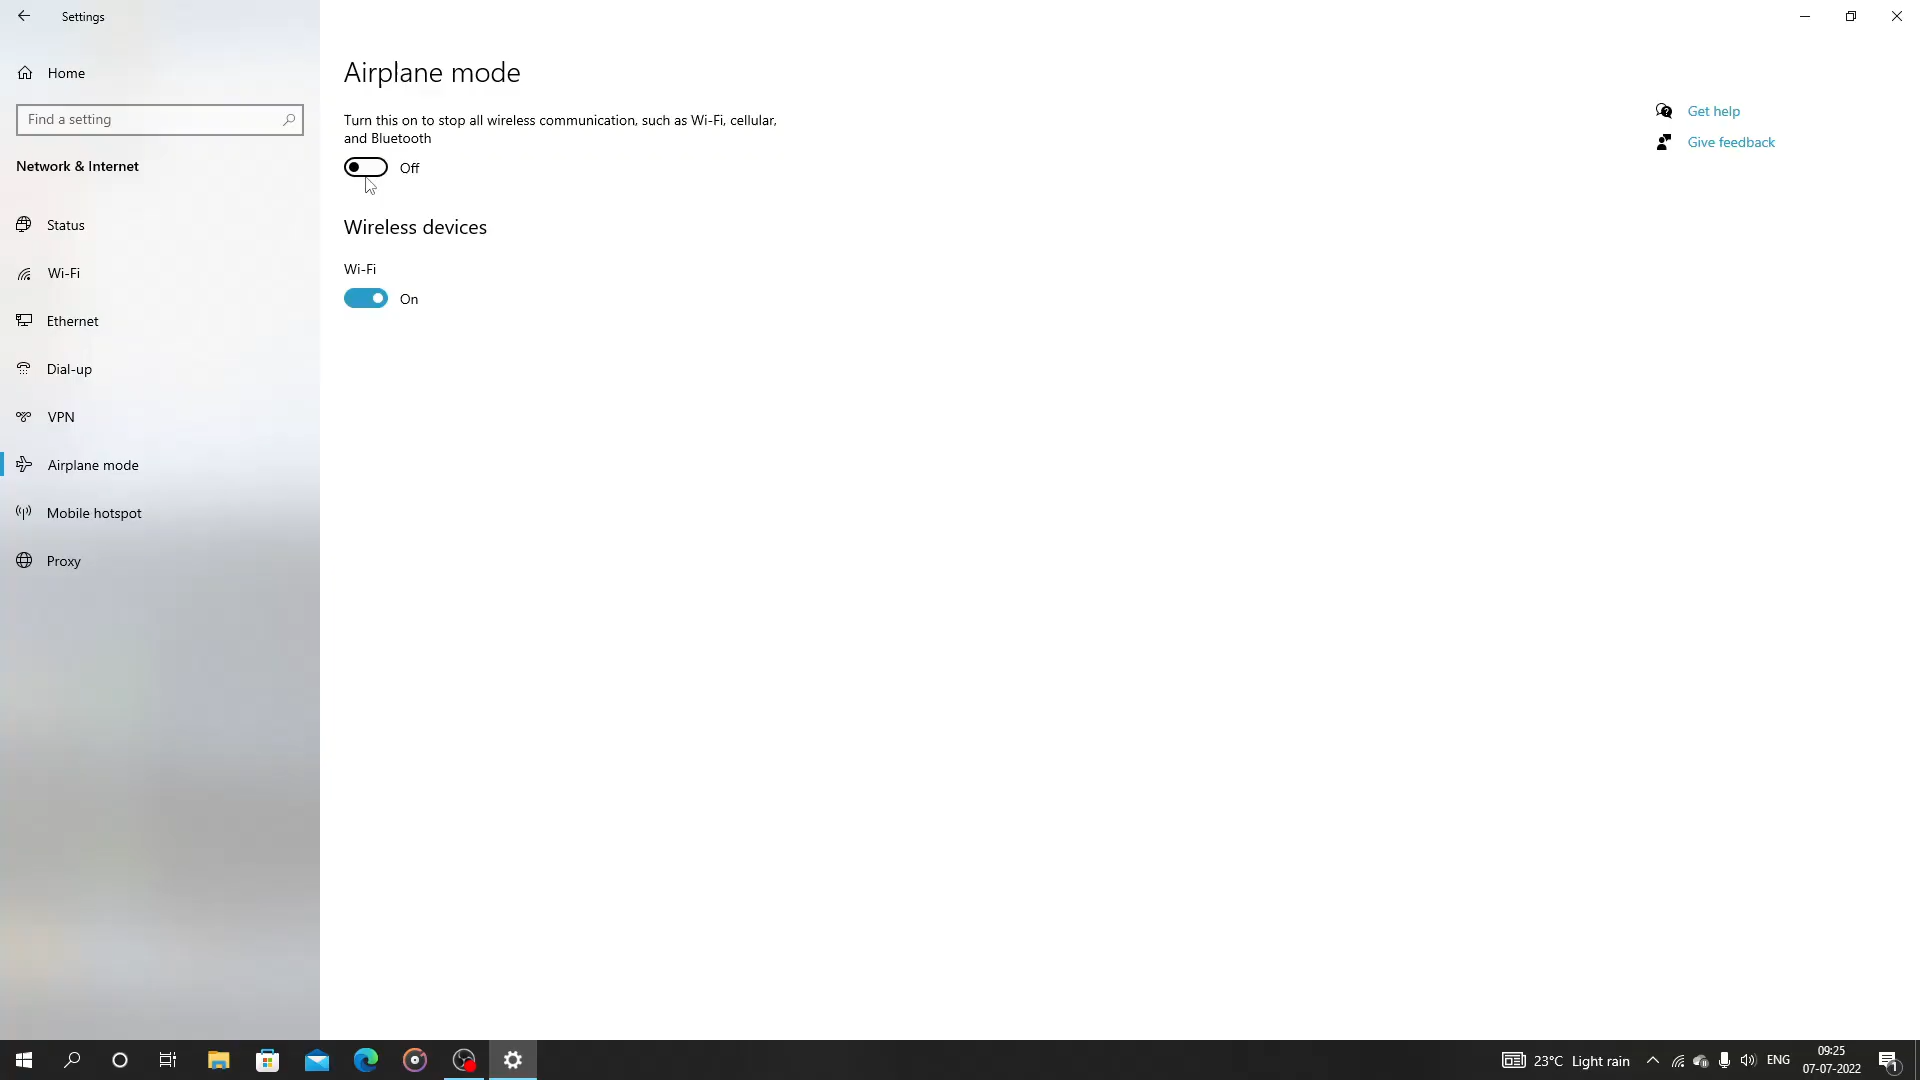 Settings
Home
Find a setting
Network & Internet
Status
Wi-Fi
Ethernet
Dial-up
VPN
Airplane mode
Mobile hotspot
Proxy
Airplane mode
Turn this on to stop all wireless communication, such as Wi-Fi, cellular,
and Bluetooth
Off
Wireless devices
Wi-Fi
On
Get help
Give feedback
23°C Light rain
ENG
09:25
07-07-2022
1